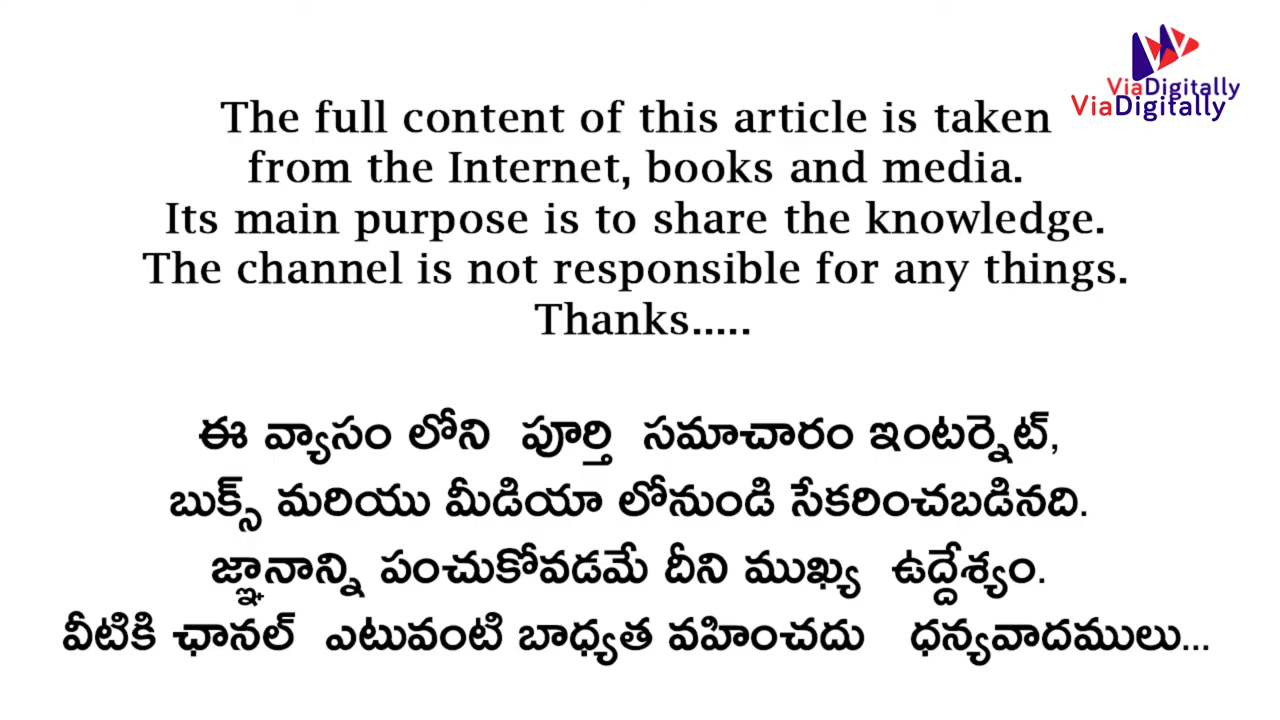 ViaDigitally
ViaDigitally
The full content of this article is taken
from the Internet, books and media.
Its main purpose is to share the knowledge.
The channel is not responsible for any things.
Thanks.....
ఈ వ్యాసం లోని పూర్తి సమాచారం ఇంటర్నెట్,
బుక్స్ మరియు మీడియా లోనుండి సేకరించబడినది.
జ్ఞానాన్ని పంచుకోవడమే దీని ముఖ్య ఉద్దేశ్యం.
వీటికి ఛానల్ ఎటువంటి బాధ్యత వహించదు ధన్యవాదములు...